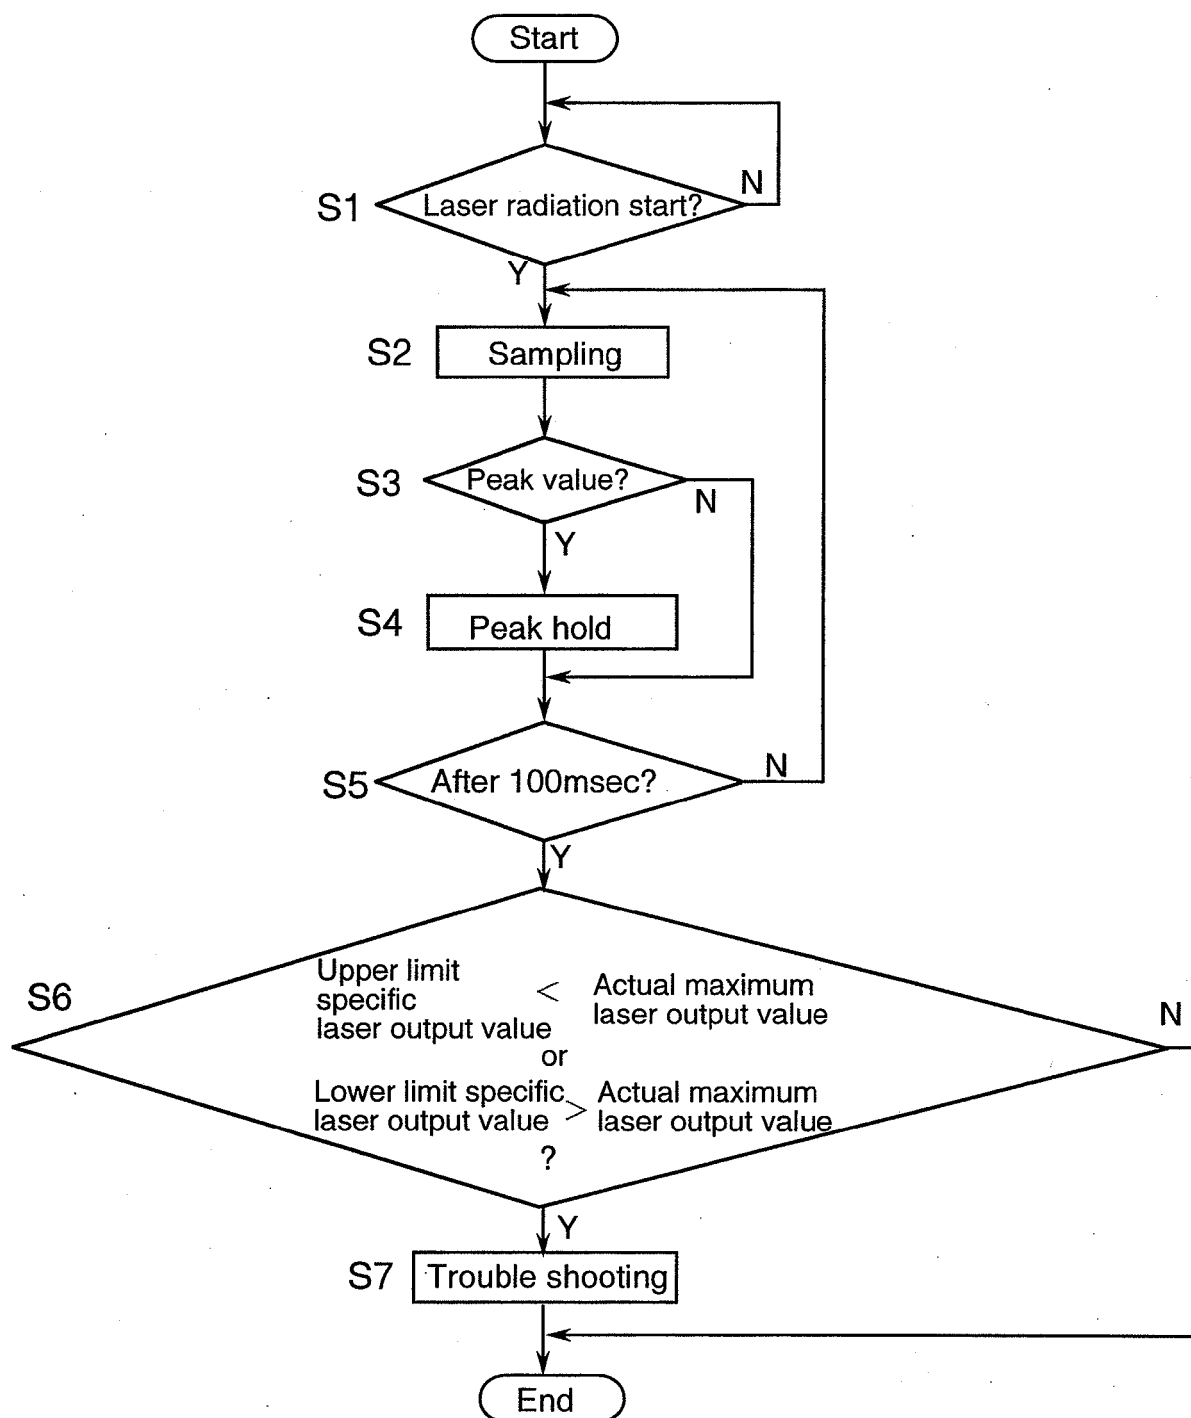 Start
N
S1
Laser radiation start?
Y
S2
Sampling
S3
Peak value?
N
Y
S4
Peak hold
S5
After 100msec?
N
Y
S6
Upper limit
specific
laser output value
<
Actual maximum
laser output value
N
or
Lower limit specific
laser output value
>
Actual maximum
laser output value
?
Y
S7
Trouble shooting
End